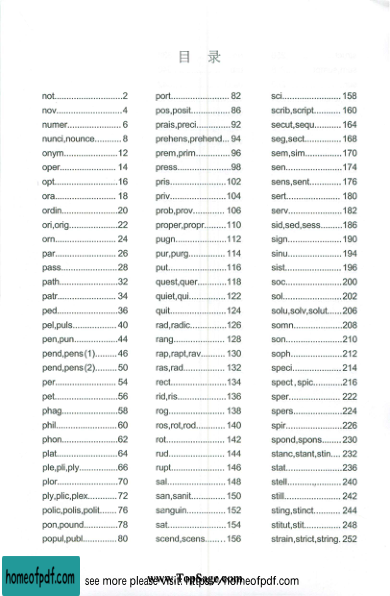 目 录
not..........................2
nov..........................4
numer.................... 6
nunci,nounce.......... 8
onym.....................12
oper..................... 14
opt........................16
ora....................... 18
ordin.....................20
ori,orig...................22
orn....................... 24
par....................... 26
pass......................28
path......................32
patr...................... 34
ped.......................36
pel,puls................. 40
pen,pun.................44
pend,pens(1)........ 46
pend,pens(2)........ 50
per....................... 54
pet........................56
phag.....................58
phil....................... 60
phon.....................62
plat.......................64
ple,pli,ply...............66
plor.......................70
ply,plic,plex...........72
polic,polis,polit...... 76
pon,pound.............78
popul,publ............. 80
port...................... 82
pos,posit............... 86
prais,preci.............92
prehens,prehend... 94
prem,prim............. 96
press.....................98
pris......................102
priv......................104
prob,prov............ 106
proper,propr........110
pugn....................112
pur,purg.............. 114
put...................... 116
quest,quer...........118
quiet,qui..............122
quit......................124
rad,radic..............126
rang.................... 128
rap,rapt,rav......... 130
ras,rad................132
rect.....................134
rid,ris...................136
rog......................138
ros,rot,rod...........140
rot.......................142
rud......................144
rupt.....................146
sal.......................148
san,sanit............. 150
sanguin............... 152
sat...................... 154
scend,scens........156
sci.......................158
scrib,script.......... 160
secut,sequ...........164
seg,sect..............168
sem,sim...............170
sen..................... 174
sens,sent............ 176
sert..................... 180
serv.....................182
sid,sed,sess........186
sign.....................190
sinu.....................194
sist......................196
soc......................200
sol.......................202
solu,solv,solut......206
somn...................208
son......................210
soph....................212
speci...................214
spect,spic............216
sper.....................222
spers...................224
spir......................226
spond,spons........230
stanc,stant,stin.... 232
stat......................236
stell.....................240
still.......................242
sting,stinct...........244
stitut,stit...............248
strain,strict,string. 252
homeofpdf.com
see more please visit: https://homeofpdf.com
www.TopSage.com